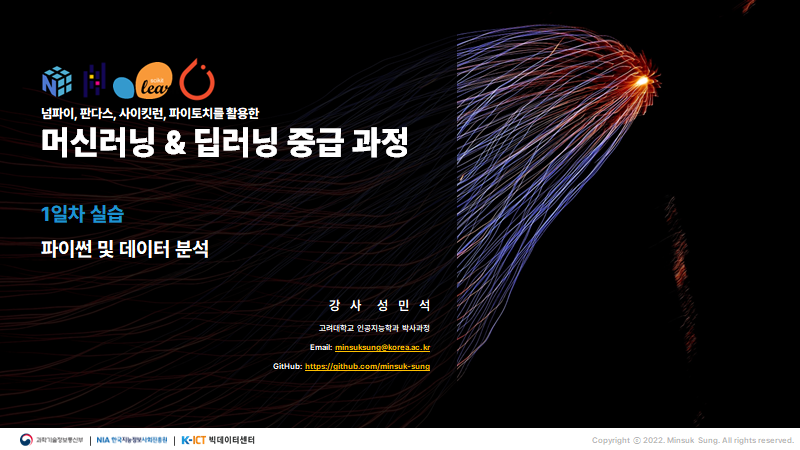 scikit
learn
넘파이, 판다스, 사이킷런, 파이토치를 활용한
머신러닝 & 딥러닝 중급 과정
1일차 실습
파이썬 및 데이터 분석
강 사 성 민 석
고려대학교 인공지능학과 박사과정
Email: minsuksung@korea.ac.kr
GitHub: https://github.com/minsuk-sung
과학기술정보통신부 | NIA 한국지능정보사회진흥원 | K-ICT 빅데이터센터
Copyright ⓒ 2022. Minsuk Sung. All rights reserved.